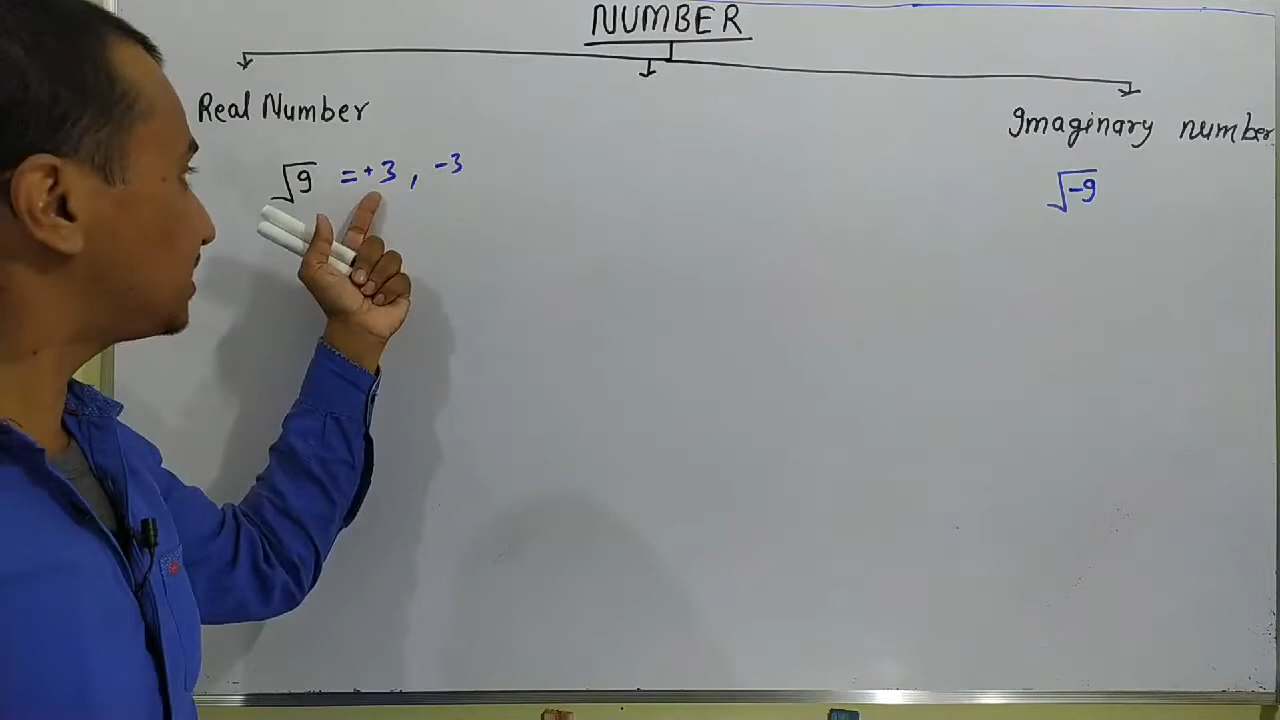 NUMBER
Real Number
Imaginary number
√9 = +3 , -3
√-9